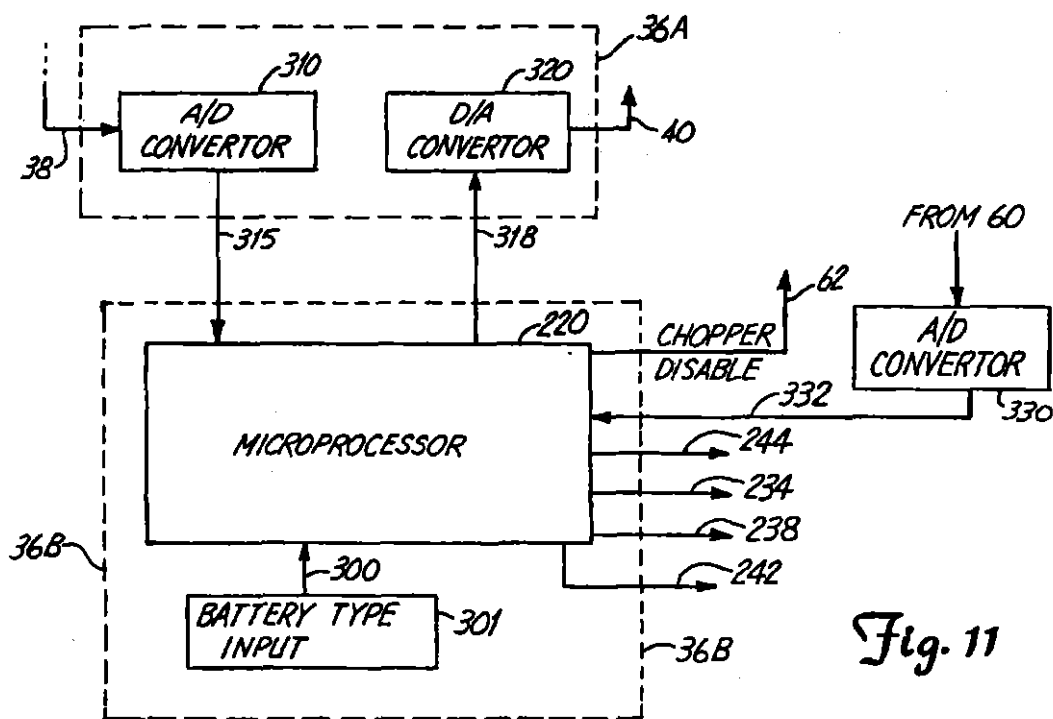 36A
310
A/D
CONVERTOR
320
D/A
CONVERTOR
38
40
315
318
FROM 60
62
220
CHOPPER
DISABLE
A/D
CONVERTOR
330
332
MICROPROCESSOR
244
234
238
242
36B
300
BATTERY TYPE
INPUT
301
36B
Fig. 11